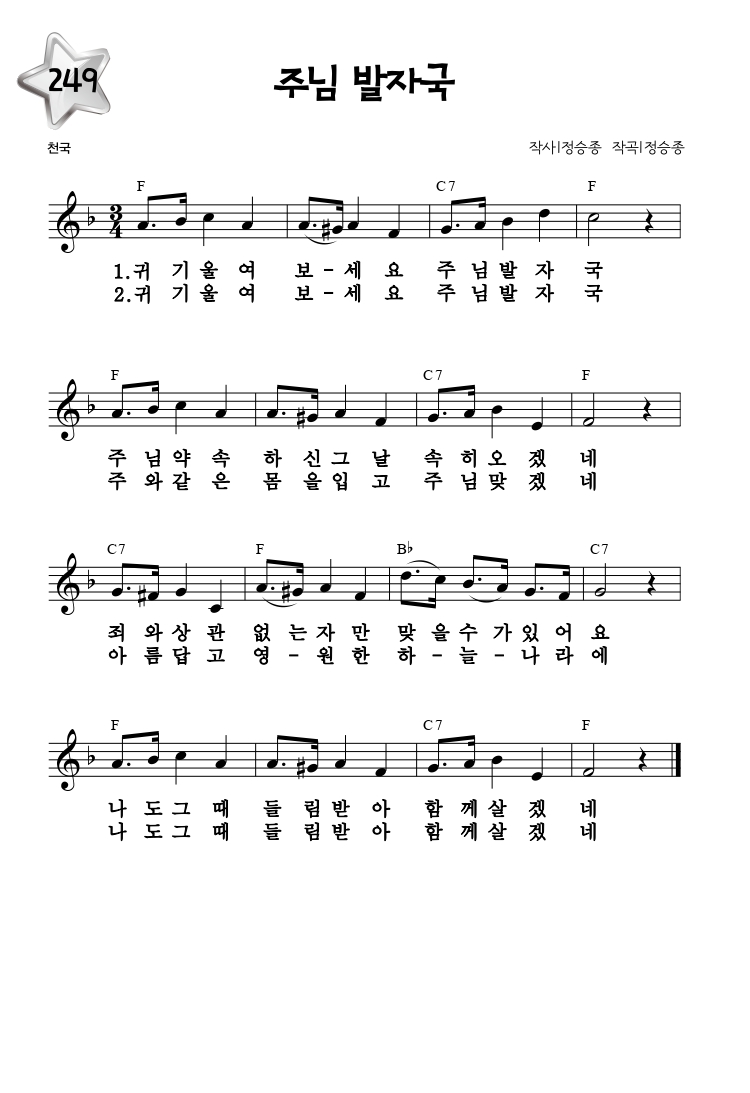 249
주님 발자국
천국
작사|정승종 작곡|정승종
F C7 F
3/4
1.귀 기 울 여 보 - 세 요 주 님 발 자 국
2.귀 기 울 여 보 - 세 요 주 님 발 자 국
F C7 F
주 님 약 속 하 신 그 날 속 히 오 겠 네
주 와 같 은 몸 을 입 고 주 님 맞 겠 네
C7 F B♭ C7
죄 와 상 관 없 는 자 만 맞 을 수 가 있 어 요
아 름 답 고 영 - 원 한 하 - 늘 - 나 라 에
F C7 F
나 도 그 때 들 림 받 아 함 께 살 겠 네
나 도 그 때 들 림 받 아 함 께 살 겠 네